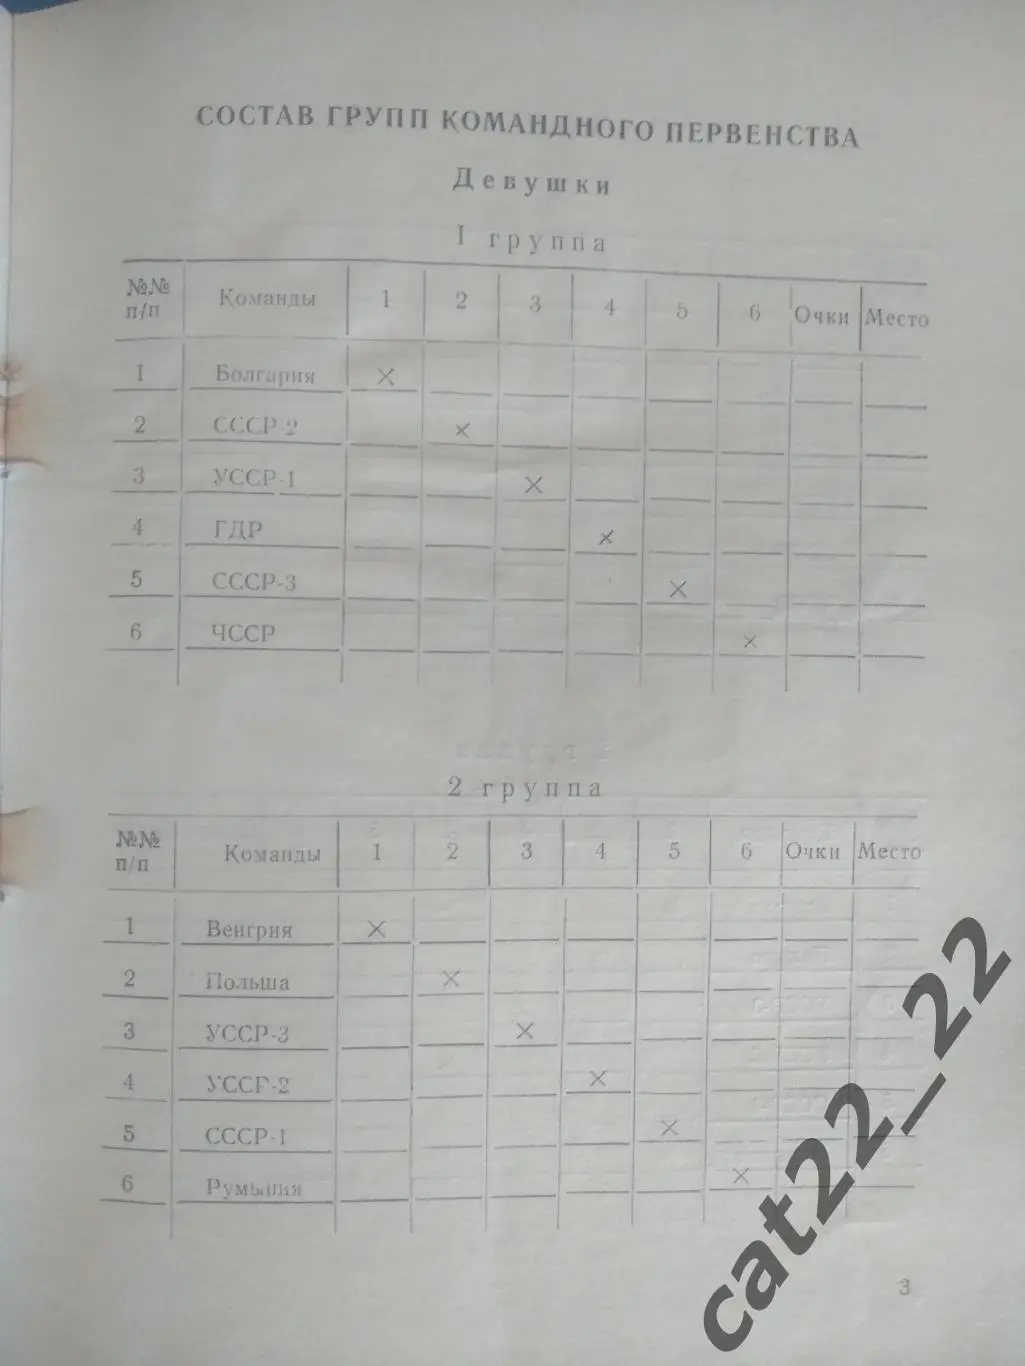 СОСТАВ ГРУПП КОМАНДНОГО ПЕРВЕНСТВА
Девушки
I группа
№№ п/п Команды 1 2 3 4 5 6 Очки Место
1 Болгария ×
2 СССР-2 ×
3 УССР-1 ×
4 ГДР ×
5 СССР-3 ×
6 ЧССР ×
2 группа
№№ п/п Команды 1 2 3 4 5 6 Очки Место
1 Венгрия ×
2 Польша ×
3 УССР-3 ×
4 УССР-2 ×
5 СССР-1 ×
6 Румыния ×
3
cat22_22